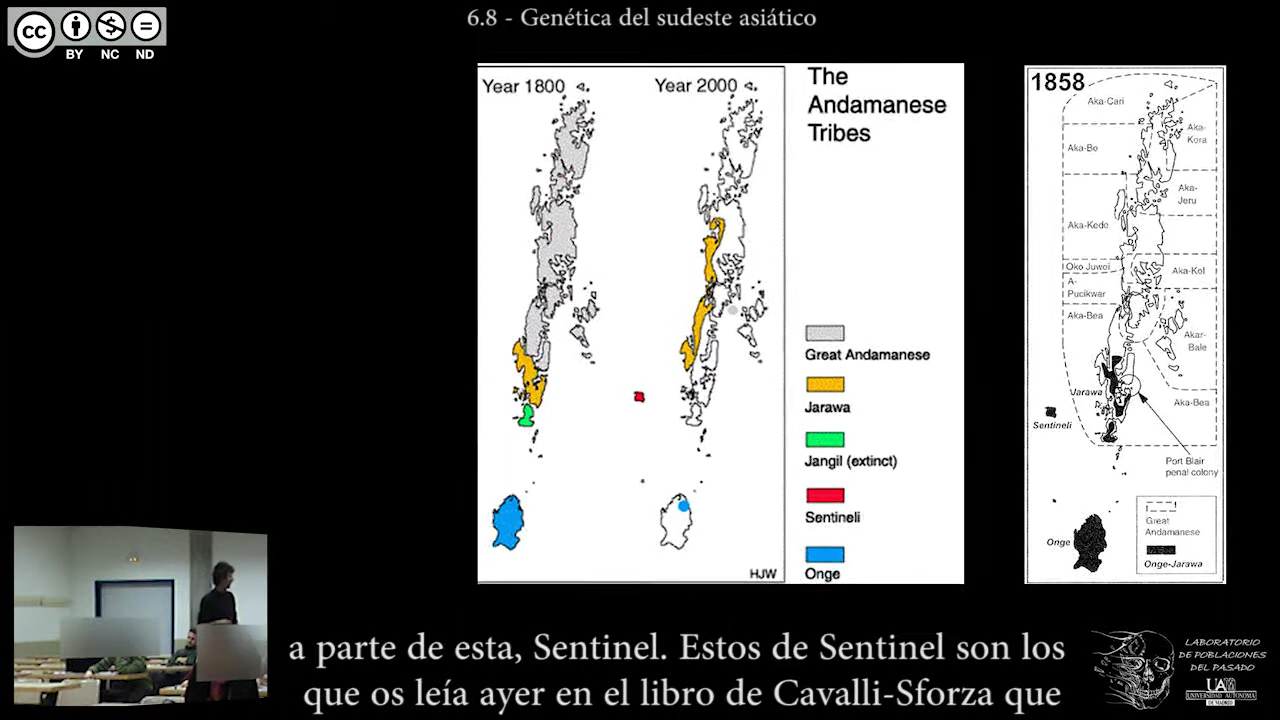 BY NC ND
6.8 - Genética del sudeste asiático
Year 1800
Year 2000
The
Andamanese
Tribes
Great Andamanese
Jarawa
Jangil (extinct)
Sentineli
Onge
HJW
1858
Aka-Cari
Aka-
Kora
Aka-Bo
Aka-
Jeru
Aka-Kede
Oko Juwoi
Aka-Kol
A-
Pucikwar
Aka-Bea
Akar-
Bale
Jarawa
Aka-Bea
Sentineli
Port Blair
penal colony
Great
Andamanese
Onge
Onge-Jarawa
a parte de esta, Sentinel. Estos de Sentinel son los
que os leía ayer en el libro de Cavalli-Sforza que
LABORATORIO
DE POBLACIONES
DEL PASADO
UAM
UNIVERSIDAD AUTONOMA
DE MADRID